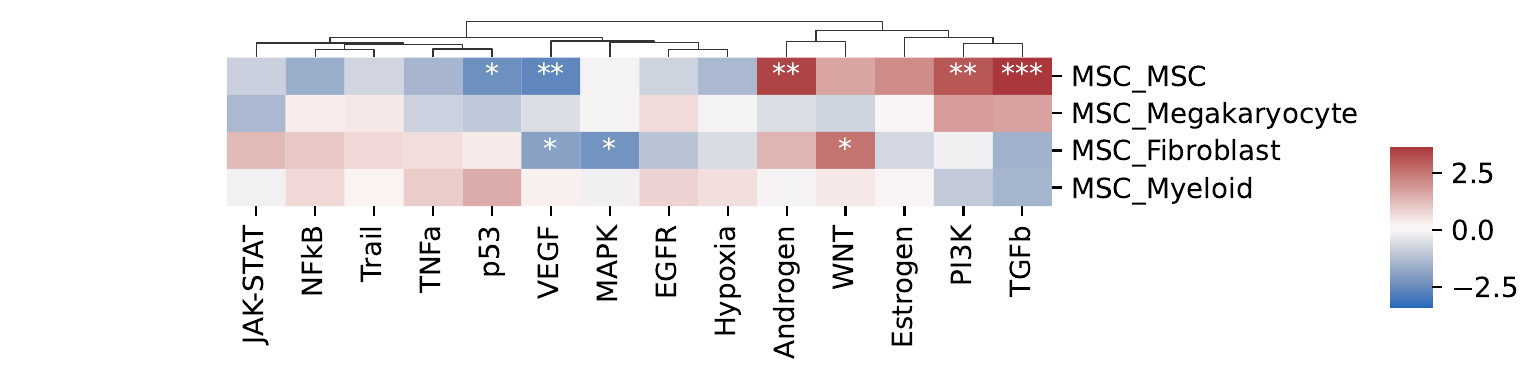 * ** ** ** *** MSC_MSC
MSC_Megakaryocyte
* * * MSC_Fibroblast
MSC_Myeloid
2.5
0.0
−2.5
JAK-STAT
NFkB
Trail
TNFa
p53
VEGF
MAPK
EGFR
Hypoxia
Androgen
WNT
Estrogen
PI3K
TGFb